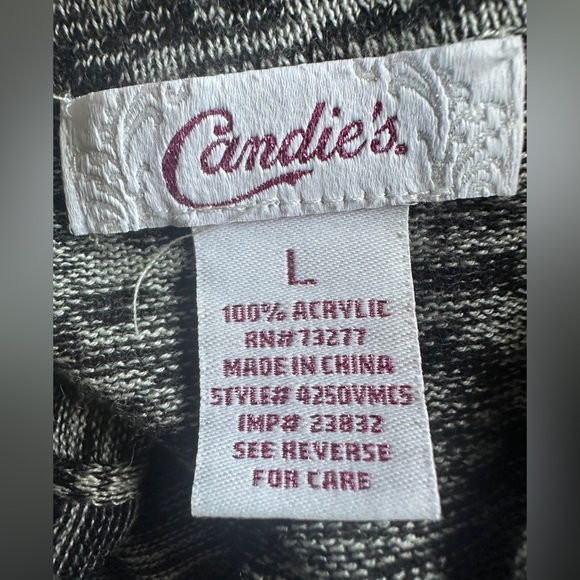 Candie's.
L
100% ACRYLIC
RN# 73277
MADE IN CHINA
STYLE# 4250VMCS
IMP# 23832
SEE REVERSE
FOR CARE